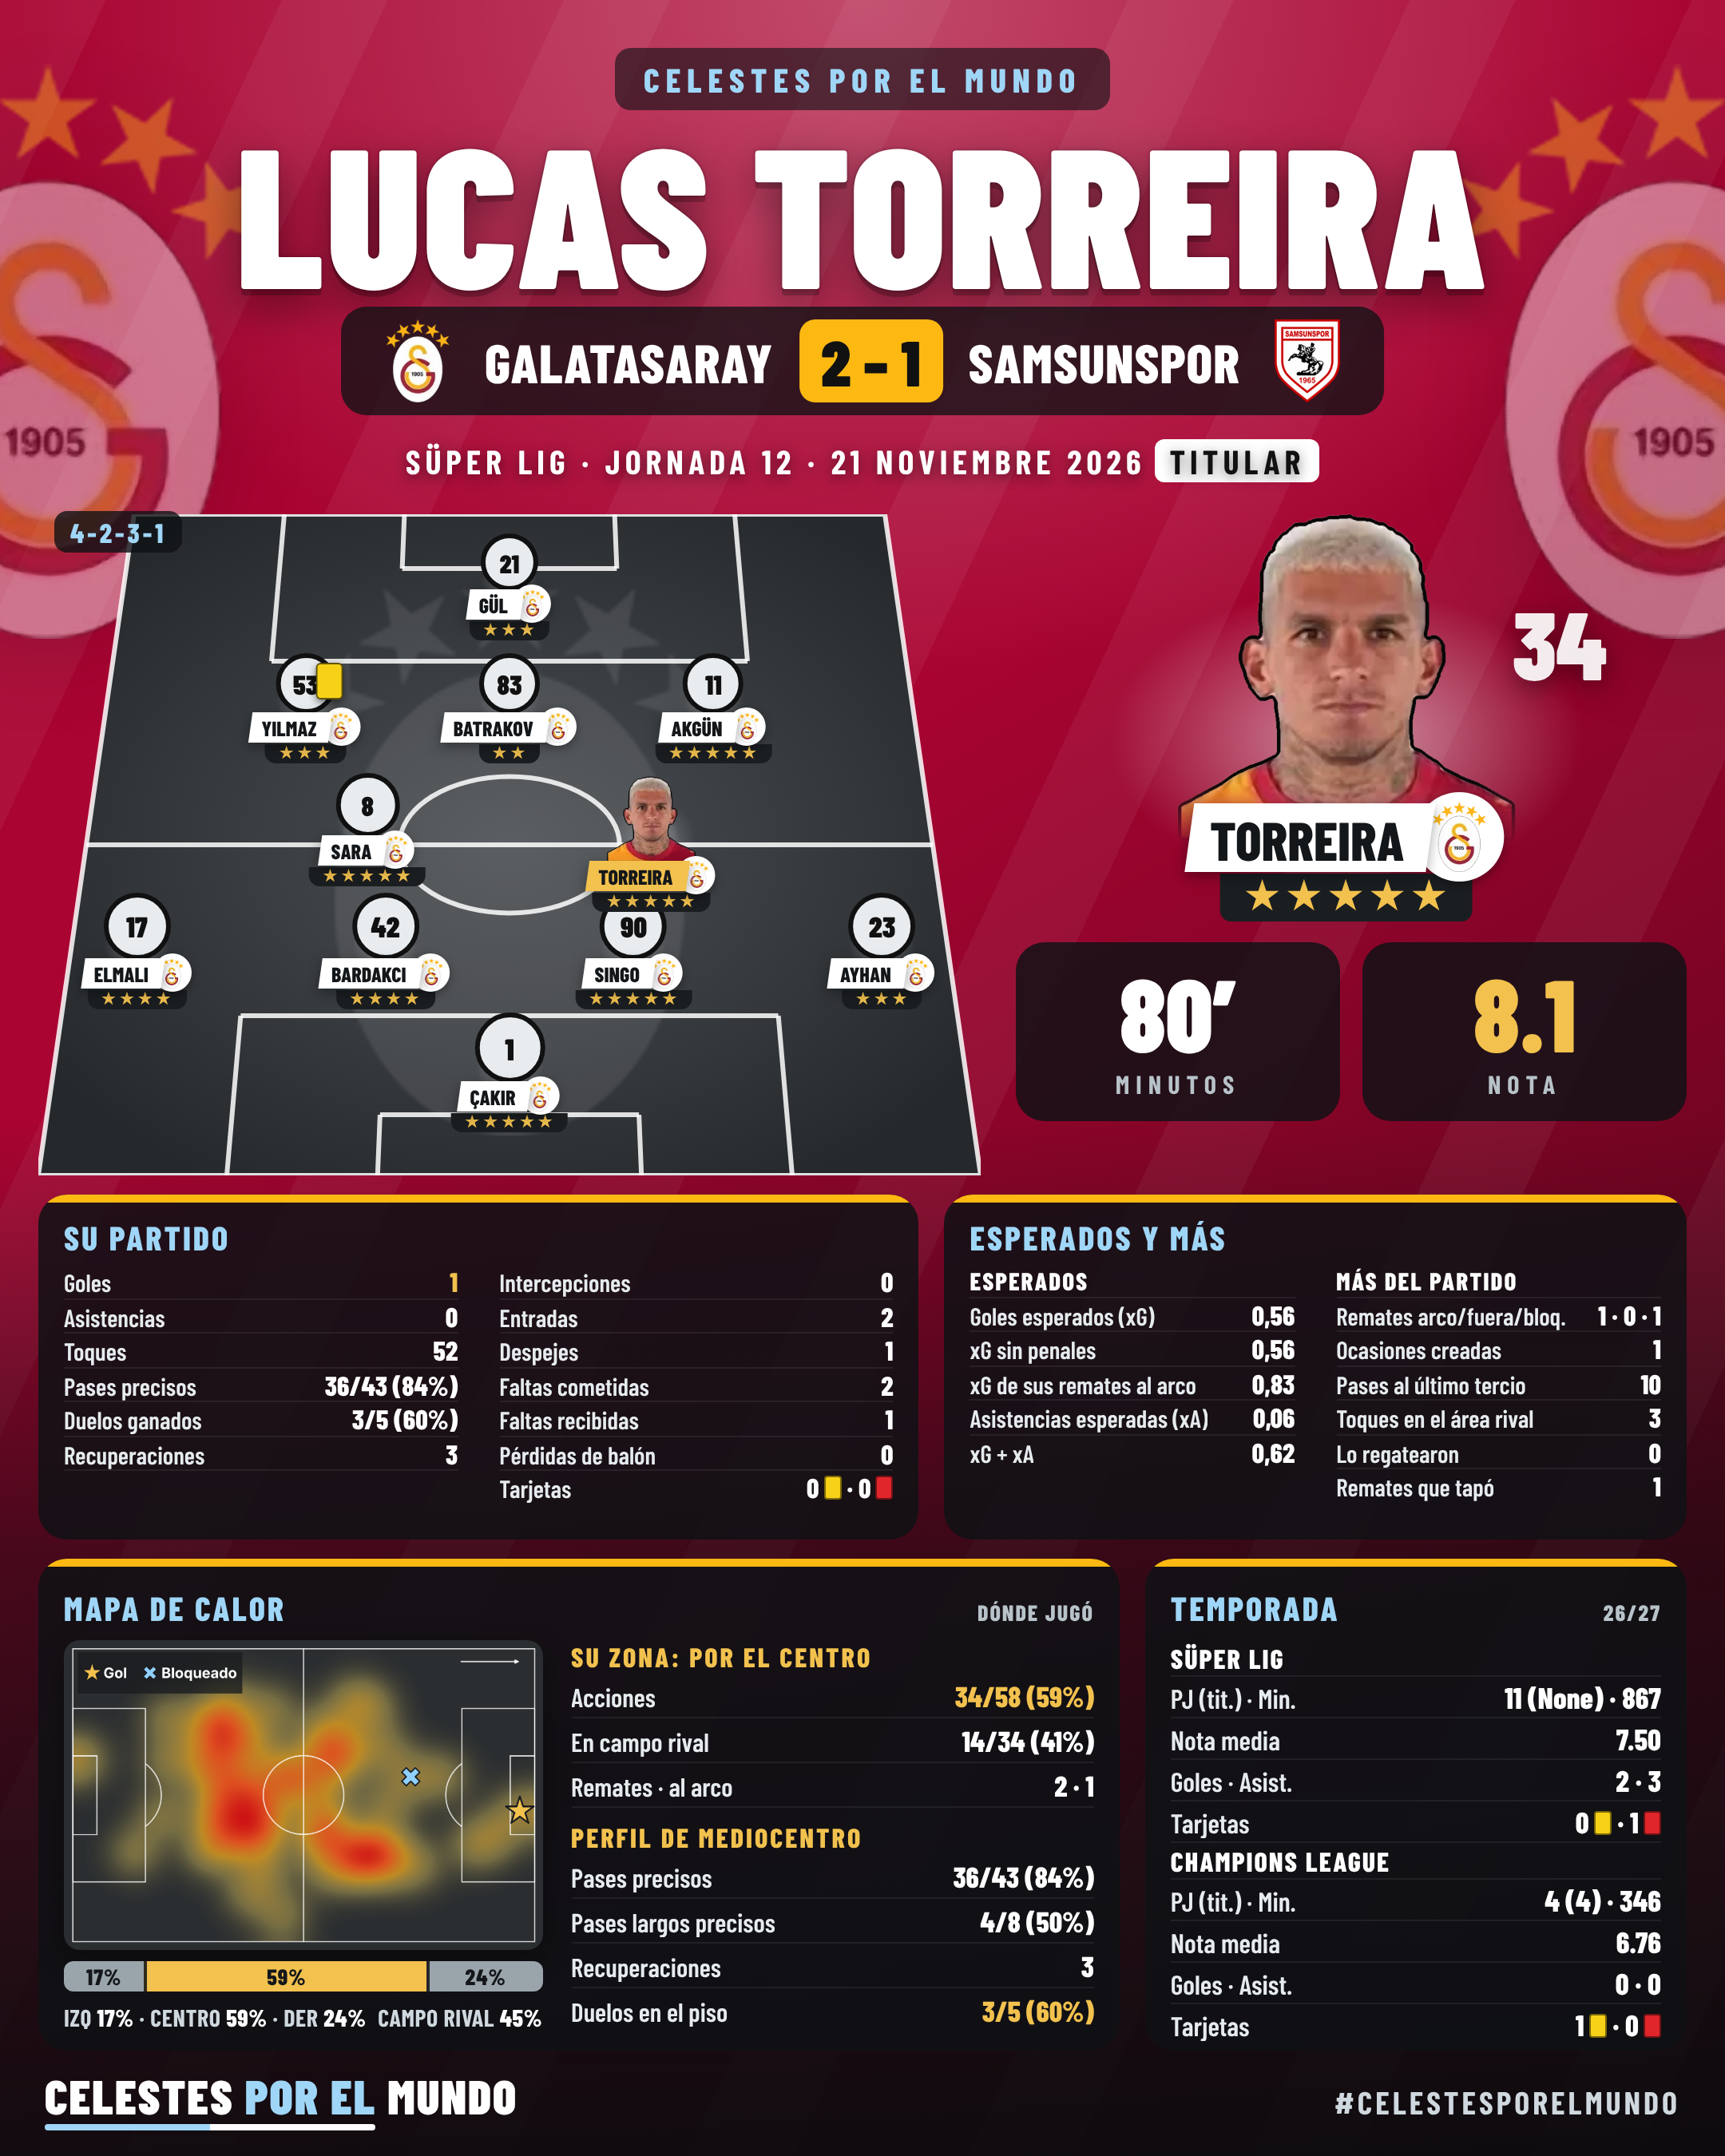 CELESTES POR EL MUNDO
LUCAS TORREIRA
GALATASARAY 2 - 1 SAMSUNSPOR
SÜPER LIG · JORNADA 12 · 21 NOVIEMBRE 2026 TITULAR
1905
1905
1905
SAMSUNSPOR
1965
4-2-3-1
21
GÜL
53
YILMAZ
83
BATRAKOV
11
AKGÜN
8
SARA
TORREIRA
17
ELMALI
42
BARDAKCI
90
SINGO
23
AYHAN
1
ÇAKIR
34
TORREIRA
80′
MINUTOS
8.1
NOTA
SU PARTIDO
Goles 1
Asistencias 0
Toques 52
Pases precisos 36/43 (84%)
Duelos ganados 3/5 (60%)
Recuperaciones 3
Intercepciones 0
Entradas 2
Despejes 1
Faltas cometidas 2
Faltas recibidas 1
Pérdidas de balón 0
Tarjetas 0 · 0
ESPERADOS Y MÁS
ESPERADOS
Goles esperados (xG) 0,56
xG sin penales 0,56
xG de sus remates al arco 0,83
Asistencias esperadas (xA) 0,06
xG + xA 0,62
MÁS DEL PARTIDO
Remates arco/fuera/bloq. 1 · 0 · 1
Ocasiones creadas 1
Pases al último tercio 10
Toques en el área rival 3
Lo regatearon 0
Remates que tapó 1
MAPA DE CALOR
DÓNDE JUGÓ
Gol Bloqueado
17% 59% 24%
IZQ 17% · CENTRO 59% · DER 24% CAMPO RIVAL 45%
SU ZONA: POR EL CENTRO
Acciones 34/58 (59%)
En campo rival 14/34 (41%)
Remates · al arco 2 · 1
PERFIL DE MEDIOCENTRO
Pases precisos 36/43 (84%)
Pases largos precisos 4/8 (50%)
Recuperaciones 3
Duelos en el piso 3/5 (60%)
TEMPORADA
26/27
SÜPER LIG
PJ (tit.) · Min. 11 (None) · 867
Nota media 7.50
Goles · Asist. 2 · 3
Tarjetas 0 · 1
CHAMPIONS LEAGUE
PJ (tit.) · Min. 4 (4) · 346
Nota media 6.76
Goles · Asist. 0 · 0
Tarjetas 1 · 0
CELESTES POR EL MUNDO
#CELESTESPORELMUNDO